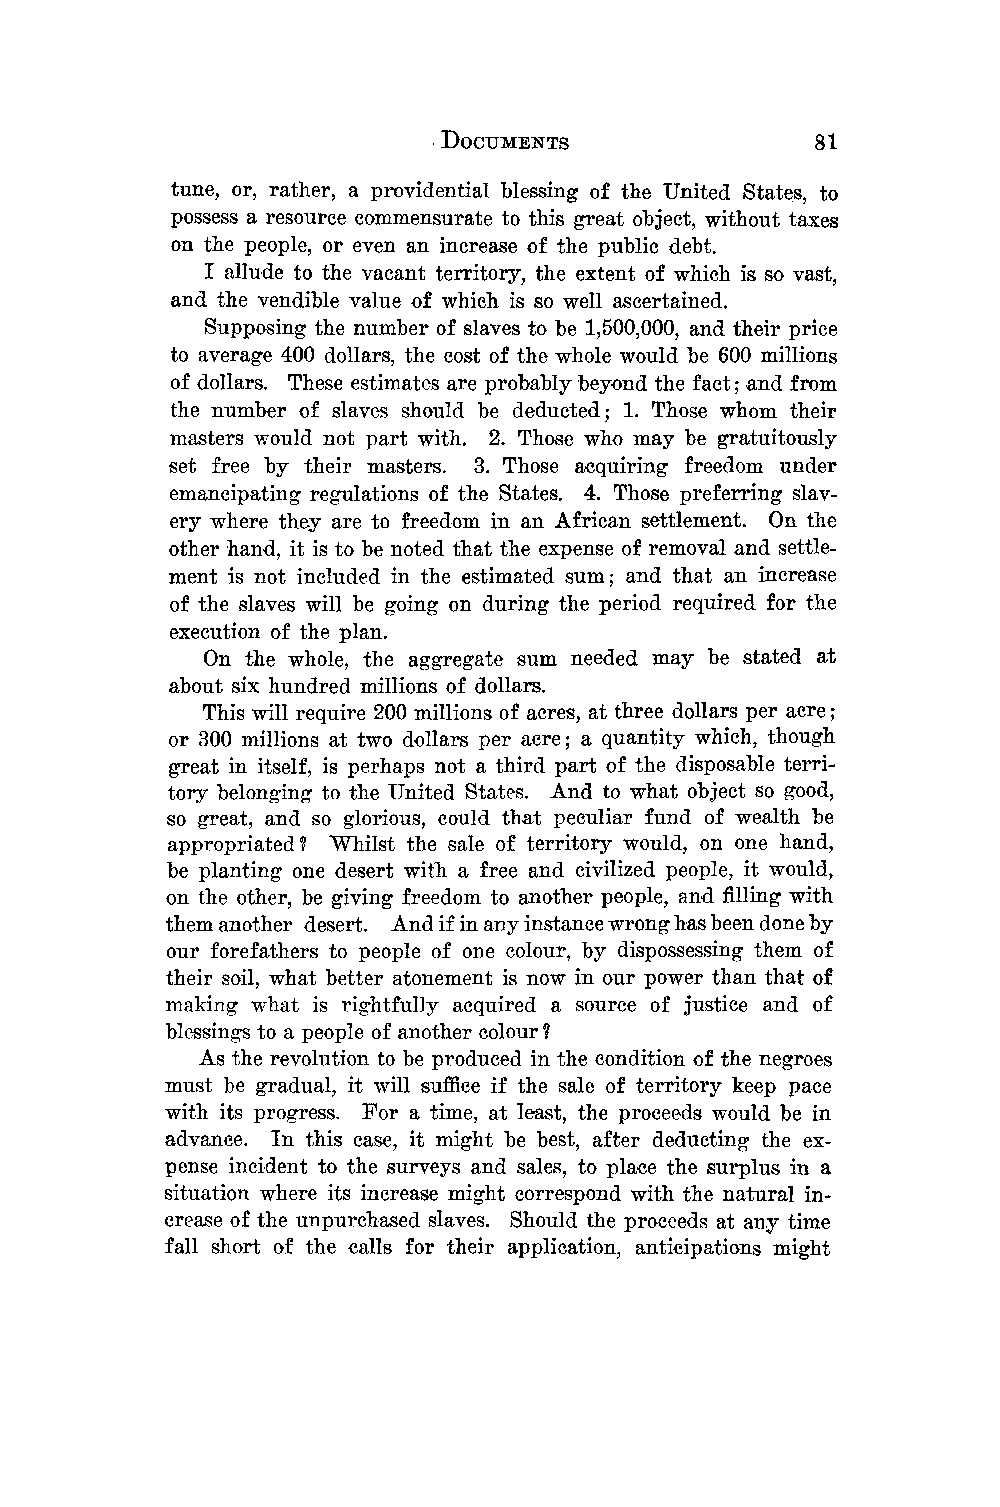 DOCUMENTS 81
tune, or, rather, a providential blessing of the United States, to
possess a resource commensurate to this great object, without taxes
on the people, or even an increase of the public debt.
I allude to the vacant territory, the extent of which is so vast,
and the vendible value of which is so well ascertained.
Supposing the number of slaves to be 1,500,000, and their price
to average 400 dollars, the cost of the whole would be 600 millions
of dollars. These estimates are probably beyond the fact; and from
the number of slaves should be deducted; 1. Those whom their
masters would not part with. 2. Those who may be gratuitously
set free by their masters. 3. Those acquiring freedom under
emancipating regulations of the States. 4. Those preferring slav-
ery where they are to freedom in an African settlement. On the
other hand, it is to be noted that the expense of removal and settle-
ment is not included in the estimated sum; and that an increase
of the slaves will be going on during the period required for the
execution of the plan.
On the whole, the aggregate sum needed may be stated at
about six hundred millions of dollars.
This will require 200 millions of acres, at three dollars per acre;
or 300 millions at two dollars per acre; a quantity which, though
great in itself, is perhaps not a third part of the disposable terri-
tory belonging to the United States. And to what object so good,
so great, and so glorious, could that peculiar fund of wealth be
appropriated? Whilst the sale of territory would, on one hand,
be planting one desert with a free and civilized people, it would,
on the other, be giving freedom to another people, and filling with
them another desert. And if in any instance wrong has been done by
our forefathers to people of one colour, by dispossessing them of
their soil, what better atonement is now in our power than that of
making what is rightfully acquired a source of justice and of
blessings to a people of another colour?
As the revolution to be produced in the condition of the negroes
must be gradual, it will suffice if the sale of territory keep pace
with its progress. For a time, at least, the proceeds would be in
advance. In this case, it might be best, after deducting the ex-
pense incident to the surveys and sales, to place the surplus in a
situation where its increase might correspond with the natural in-
crease of the unpurchased slaves. Should the proceeds at any time
fall short of the calls for their application, anticipations might